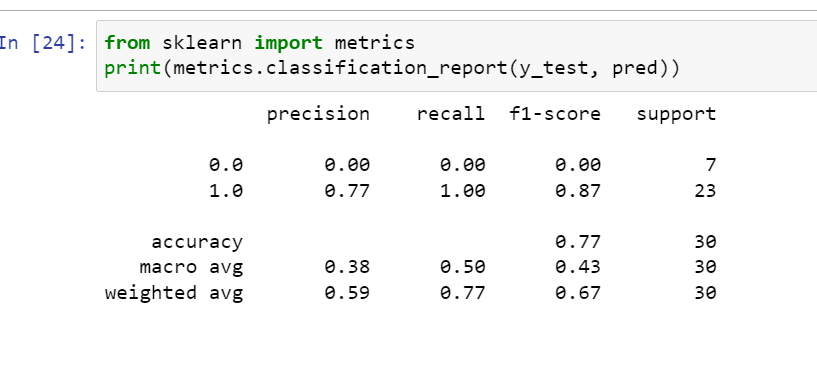 In [24]: from sklearn import metrics
print(metrics.classification_report(y_test, pred))
precision recall f1-score support
0.0 0.00 0.00 0.00 7
1.0 0.77 1.00 0.87 23
accuracy 0.77 30
macro avg 0.38 0.50 0.43 30
weighted avg 0.59 0.77 0.67 30